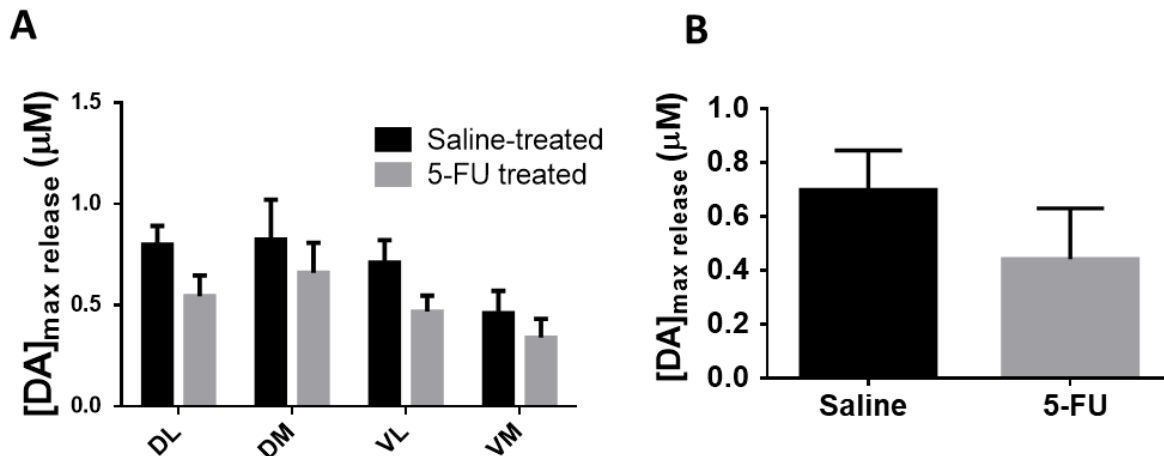 A
[DA]max release (µM)
1.5
1.0
0.5
0.0
Saline-treated
5-FU treated
DL
DM
VL
VM
B
[DA]max release (µM)
1.0
0.8
0.6
0.4
0.2
0.0
Saline
5-FU